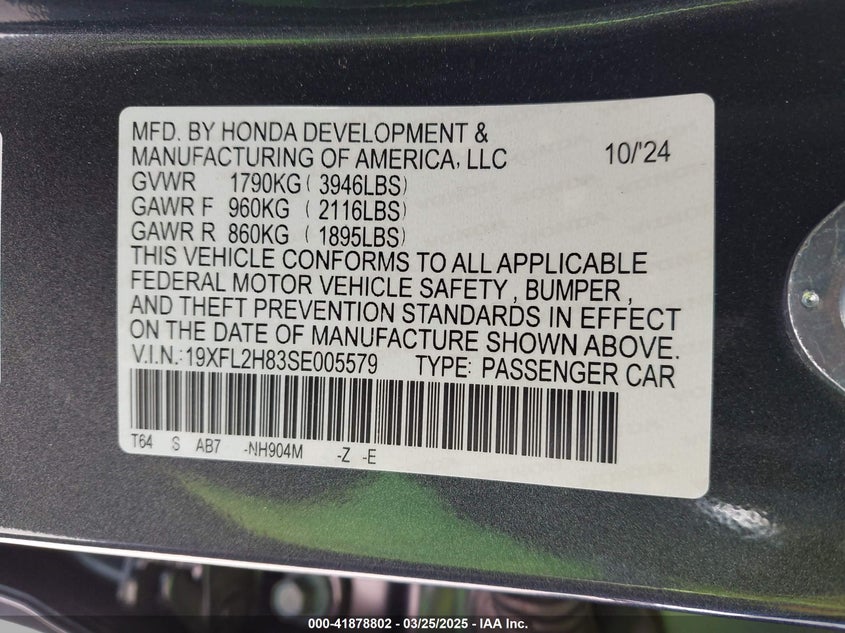 MFD. BY HONDA DEVELOPMENT &
MANUFACTURING OF AMERICA, LLC 10/'24
GVWR 1790KG ( 3946LBS)
GAWR F 960KG ( 2116LBS)
GAWR R 860KG ( 1895LBS)
THIS VEHICLE CONFORMS TO ALL APPLICABLE
FEDERAL MOTOR VEHICLE SAFETY , BUMPER ,
AND THEFT PREVENTION STANDARDS IN EFFECT
ON THE DATE OF MANUFACTURE SHOWN ABOVE.
V.I.N.:19XFL2H83SE005579 TYPE: PASSENGER CAR
T64 S AB7 -NH904M -Z -E
000-41878802 — 03/25/2025 — IAA Inc.